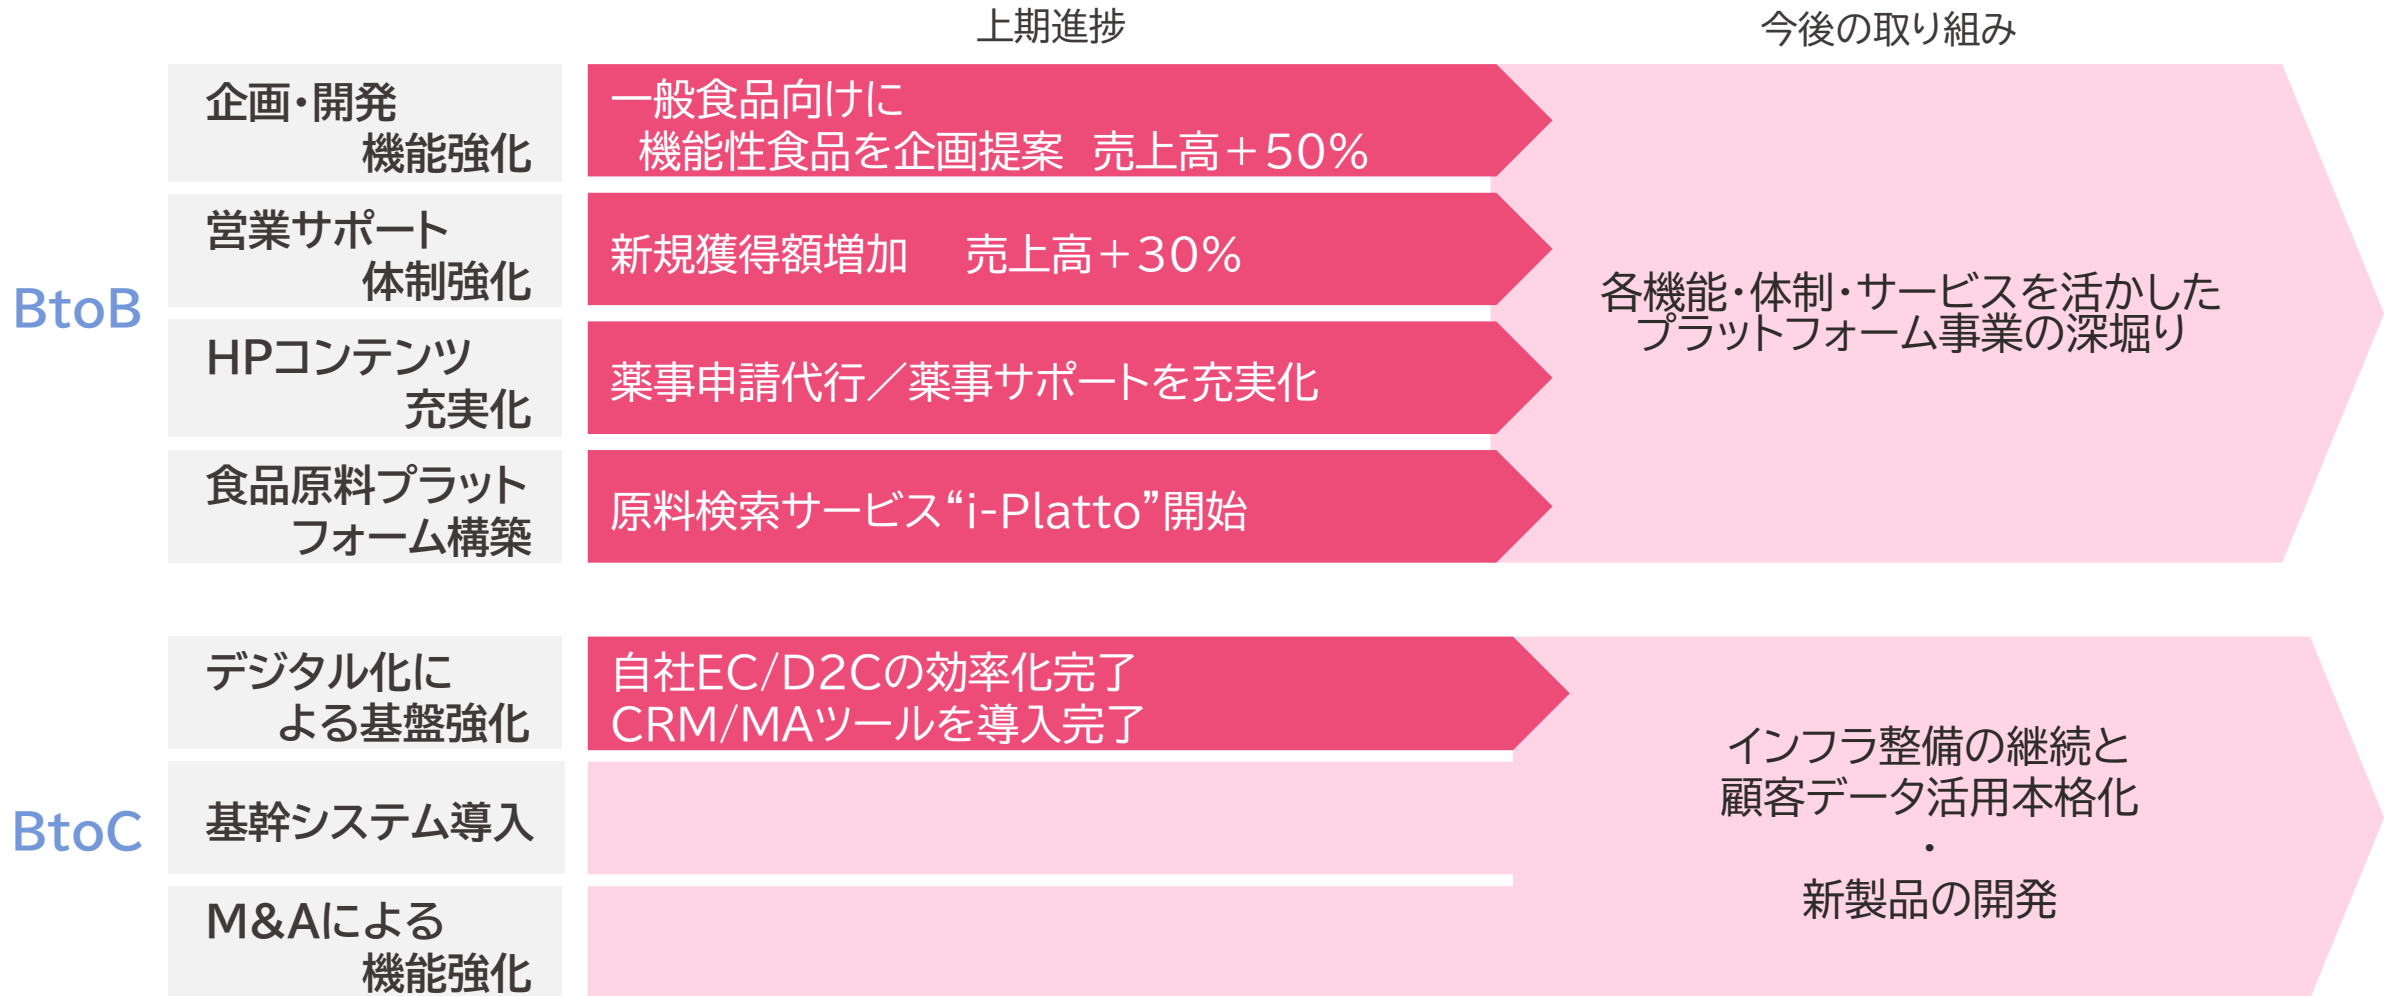 上期進捗
今後の取り組み
BtoB
企画・開発
機能強化
一般食品向けに
機能性食品を企画提案 売上高＋50%
営業サポート
体制強化
新規獲得額増加 売上高＋30%
HPコンテンツ
充実化
薬事申請代行／薬事サポートを充実化
食品原料プラット
フォーム構築
原料検索サービス“i-Platto”開始
各機能・体制・サービスを活かした
プラットフォーム事業の深堀り
BtoC
デジタル化に
よる基盤強化
自社EC/D2Cの効率化完了
CRM/MAツールを導入完了
基幹システム導入
M&Aによる
機能強化
インフラ整備の継続と
顧客データ活用本格化
・
新製品の開発